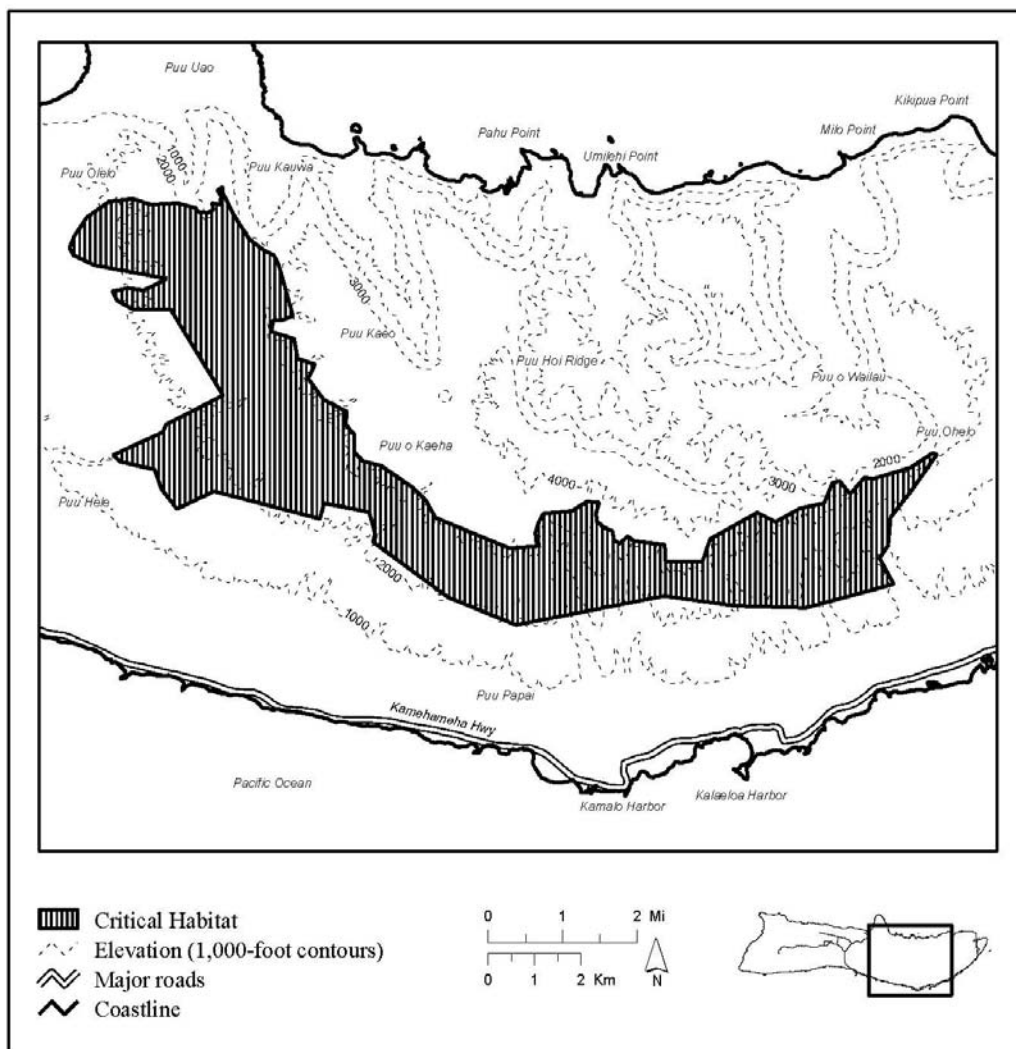 Puu Uao
Kikipua Point
Pahu Point
Milo Point
Umilehi Point
1000
2000
Puu Olelo
Puu Kauwa
3000
Puu Kaeo
Puu Hoi Ridge
Puu o Wailau
Puu Ohelo
Puu o Kaeha
2000
4000
3000
Puu Hele
2000
1000
Puu Papai
Kamehameha Hwy
Pacific Ocean
Kamalo Harbor
Kalaeloa Harbor
Critical Habitat
Elevation (1,000-foot contours)
Major roads
Coastline
0 1 2 Mi
0 1 2 Km
N